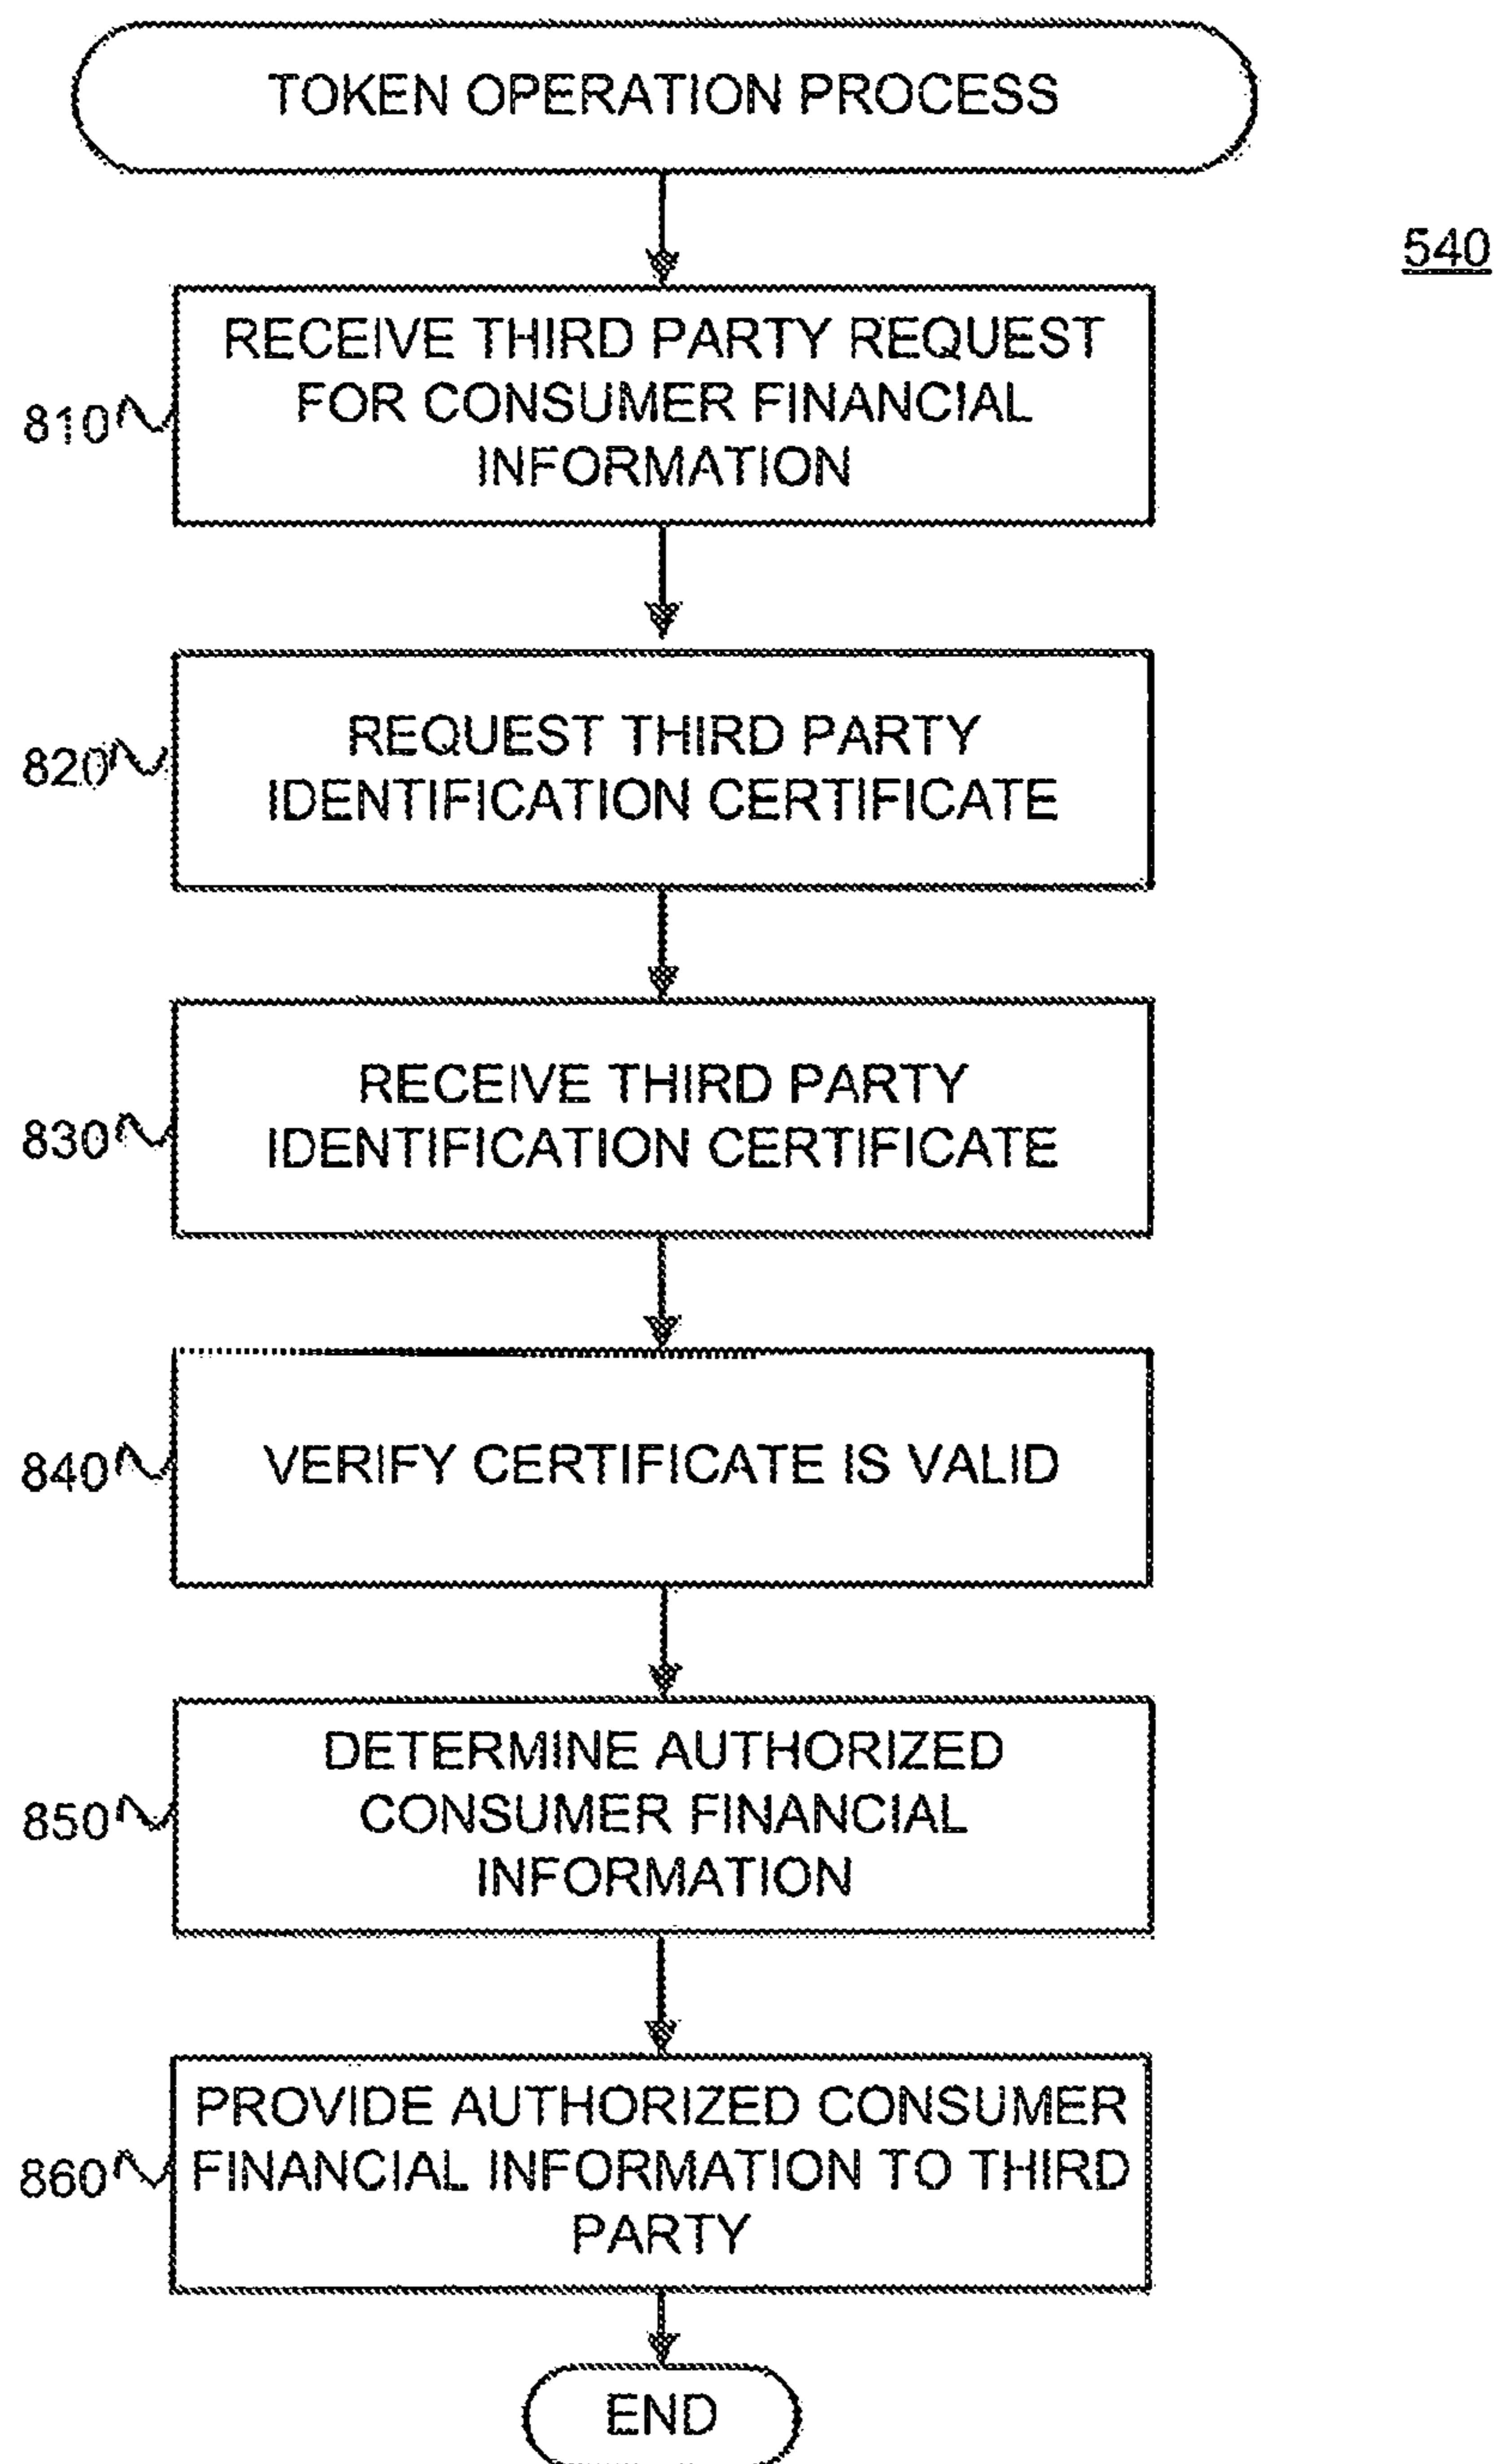 TOKEN OPERATION PROCESS
540
RECEIVE THIRD PARTY REQUEST
FOR CONSUMER FINANCIAL
INFORMATION
810
REQUEST THIRD PARTY
IDENTIFICATION CERTIFICATE
820
RECEIVE THIRD PARTY
IDENTIFICATION CERTIFICATE
830
VERIFY CERTIFICATE IS VALID
840
DETERMINE AUTHORIZED
CONSUMER FINANCIAL
INFORMATION
850
PROVIDE AUTHORIZED CONSUMER
FINANCIAL INFORMATION TO THIRD
PARTY
860
END